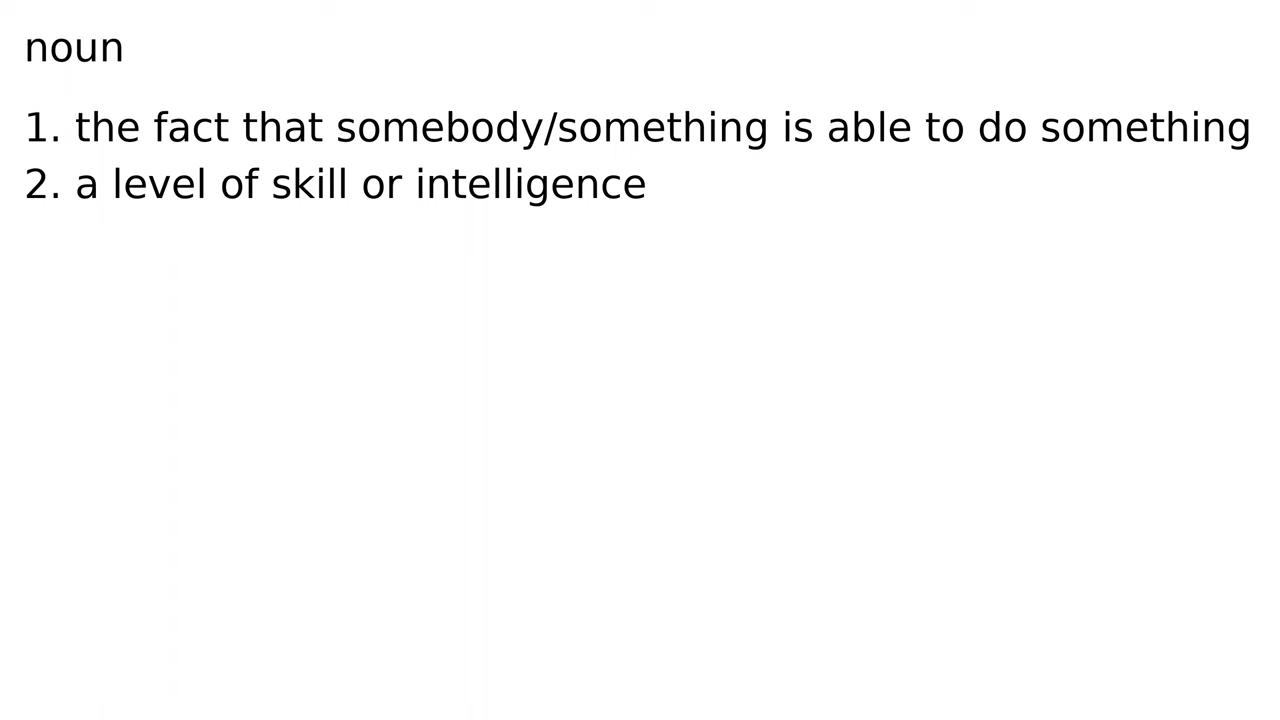 noun
1. the fact that somebody/something is able to do something
2. a level of skill or intelligence